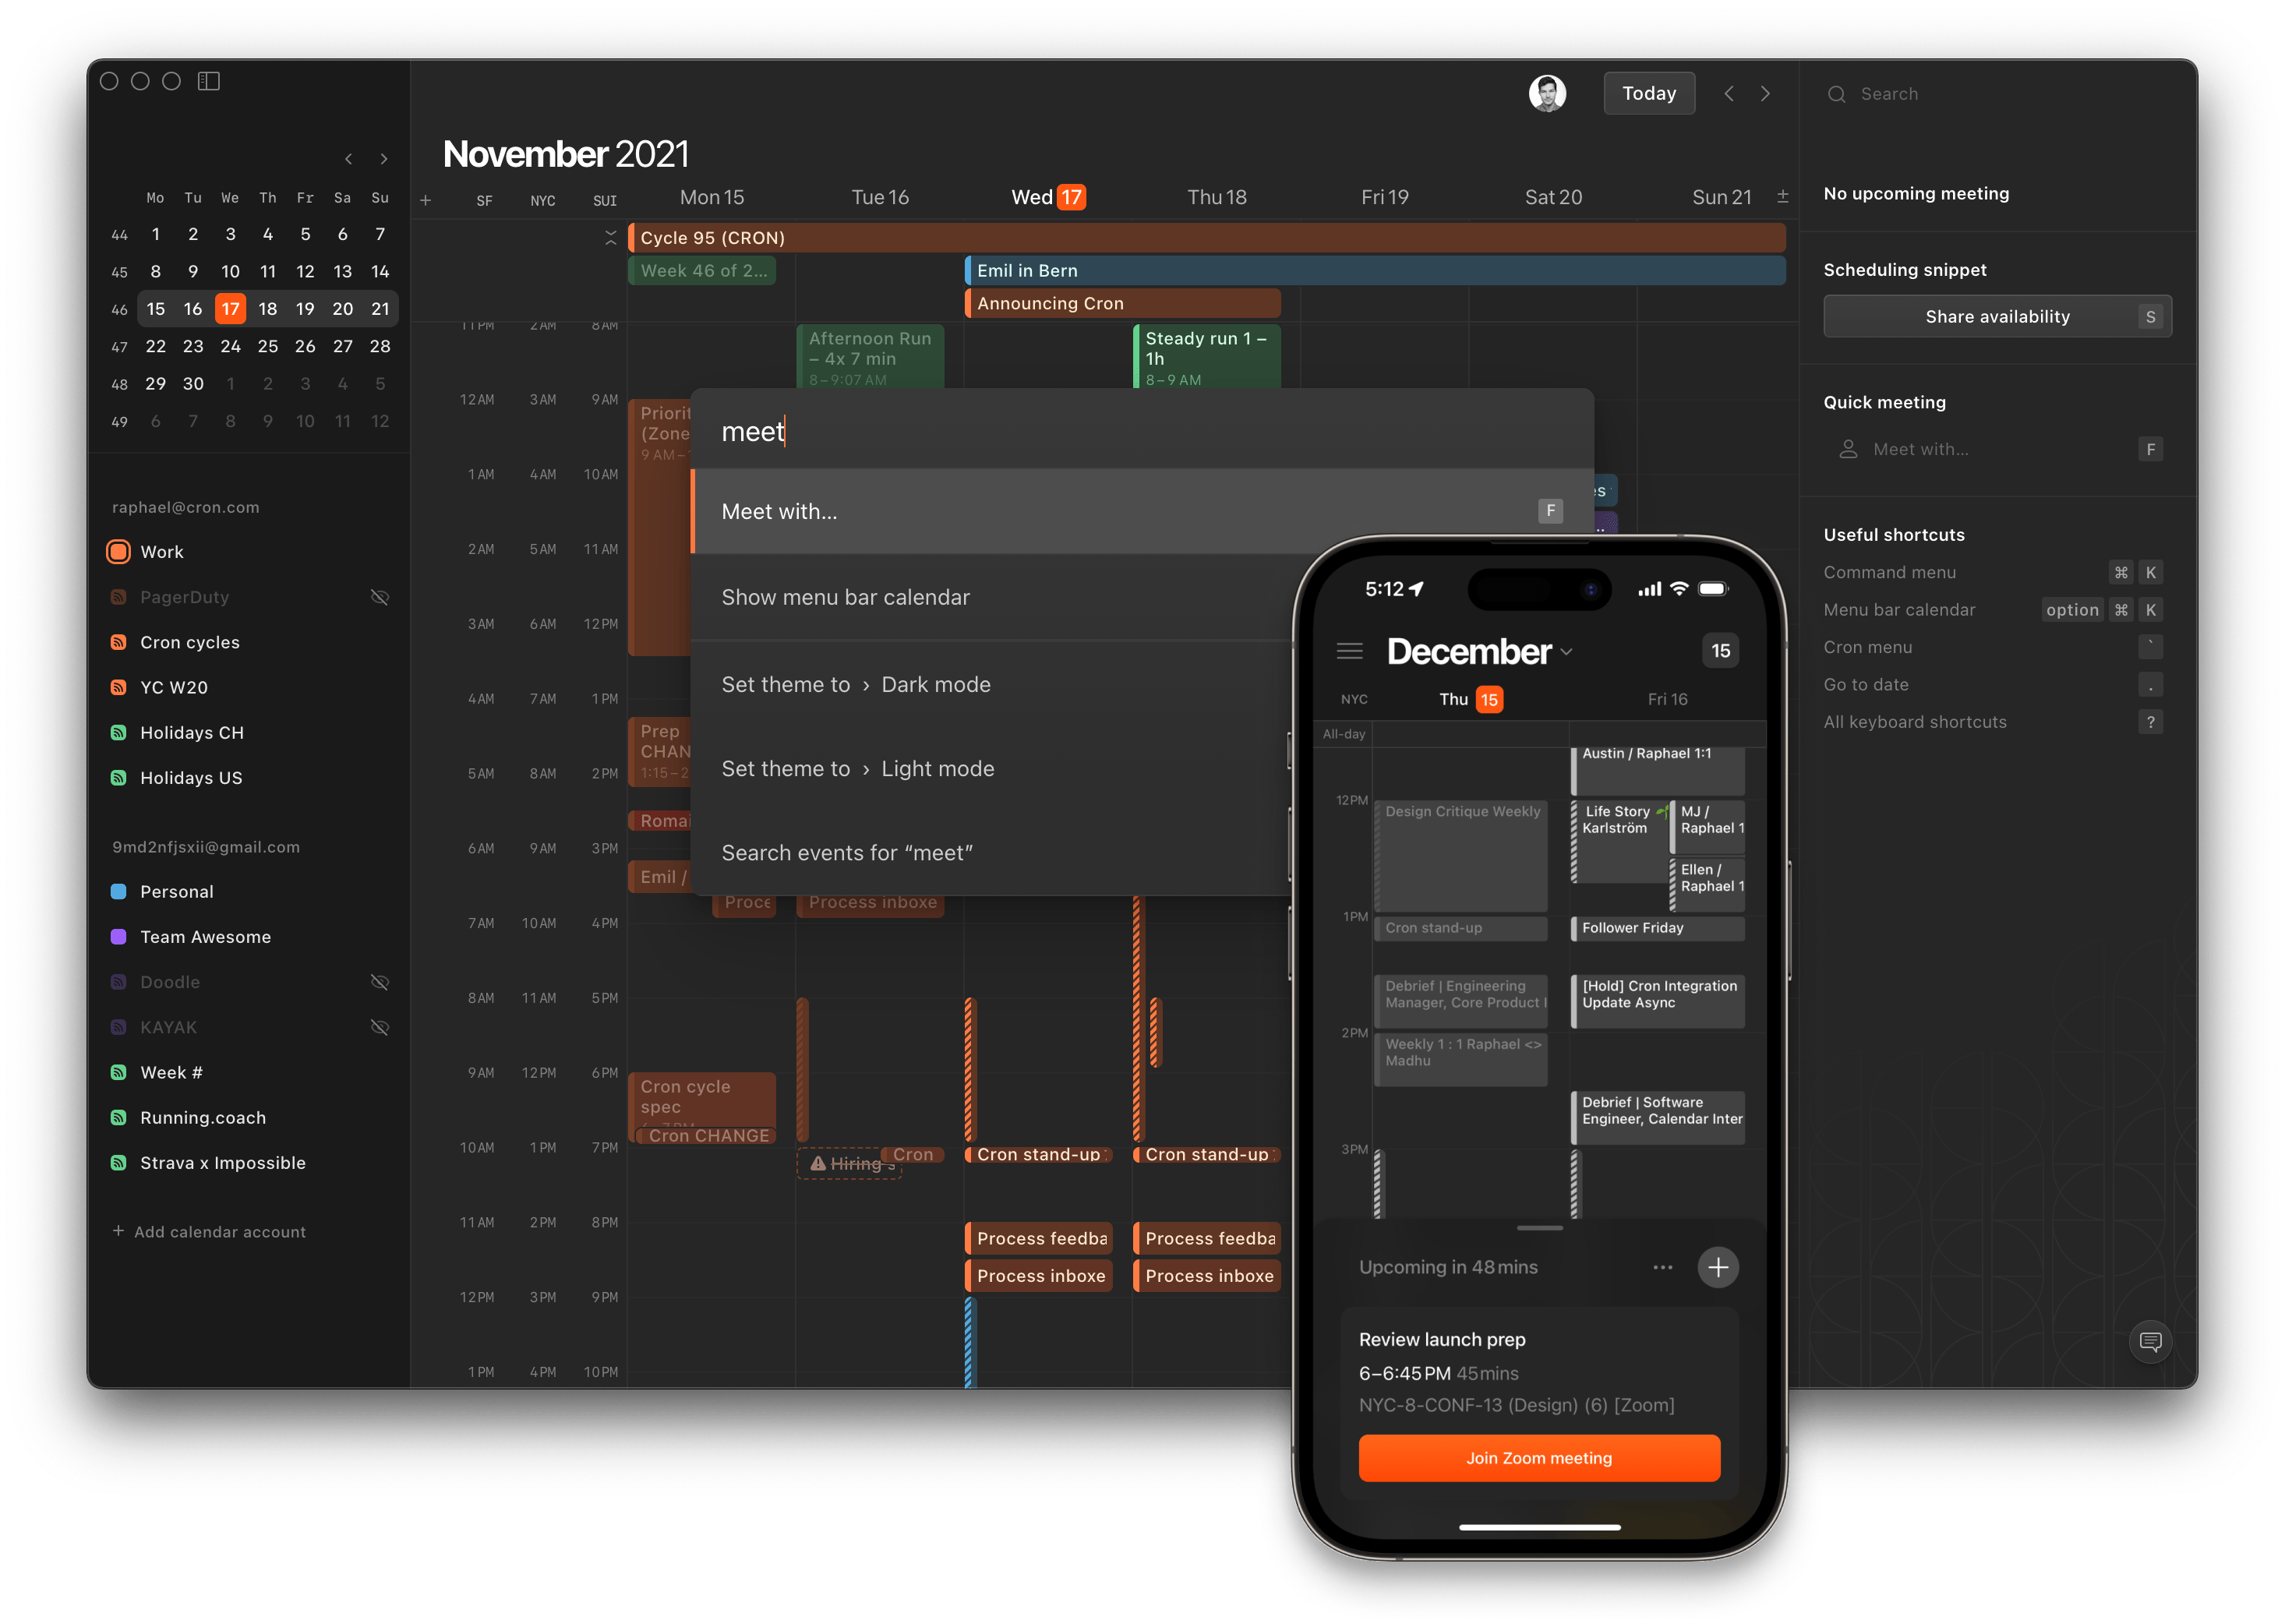 Mo Tu We Th Fr Sa Su
44 1 2 3 4 5 6 7
45 8 9 10 11 12 13 14
46 15 16 17 18 19 20 21
47 22 23 24 25 26 27 28
48 29 30 1 2 3 4 5
49 6 7 8 9 10 11 12
raphael@cron.com
Work
PagerDuty
Cron cycles
YC W20
Holidays CH
Holidays US
9md2nfjsxii@gmail.com
Personal
Team Awesome
Doodle
KAYAK
Week #
Running.coach
Strava x Impossible
+ Add calendar account
Today
November 2021
+ SF NYC SUI Mon 15 Tue 16 Wed 17 Thu 18 Fri 19 Sat 20 Sun 21 ±
Cycle 95 (CRON)
Week 46 of 2...
Emil in Bern
Announcing Cron
11 PM 2 AM 8 AM
12 AM 3 AM 9 AM
1 AM 4 AM 10 AM
2 AM 5 AM 11 AM
3 AM 6 AM 12 PM
4 AM 7 AM 1 PM
5 AM 8 AM 2 PM
6 AM 9 AM 3 PM
7 AM 10 AM 4 PM
8 AM 11 AM 5 PM
9 AM 12 PM 6 PM
10 AM 1 PM 7 PM
11 AM 2 PM 8 PM
12 PM 3 PM 9 PM
1 PM 4 PM 10 PM
Afternoon Run
– 4x 7 min
8 – 9:07 AM
Steady run 1 –
1h
8 – 9 AM
Priorit
(Zone
9 AM –
Prep
CHAN
1:15 – 2
Romai
Emil /
Proce
Process inboxe
Cron cycle
spec
Cron CHANGE
Hiring s
Cron
Cron stand-up
Cron stand-up
Process feedba
Process feedba
Process inboxe
Process inboxe
meet
Meet with... F
Show menu bar calendar
Set theme to › Dark mode
Set theme to › Light mode
Search events for “meet”
Search
No upcoming meeting
Scheduling snippet
Share availability S
Quick meeting
Meet with... F
Useful shortcuts
Command menu ⌘ K
Menu bar calendar option ⌘ K
Cron menu `
Go to date .
All keyboard shortcuts ?
5:12
December 15
NYC Thu 15 Fri 16
All-day
12PM
1PM
2PM
3PM
Design Critique Weekly
Cron stand-up
Debrief | Engineering
Manager, Core Product I
Weekly 1 : 1 Raphael <>
Madhu
Austin / Raphael 1:1
Life Story 🌱
Karlström
MJ /
Raphael 1
Ellen /
Raphael 1
Follower Friday
[Hold] Cron Integration
Update Async
Debrief | Software
Engineer, Calendar Inter
Upcoming in 48 mins
Review launch prep
6–6:45 PM 45 mins
NYC-8-CONF-13 (Design) (6) [Zoom]
Join Zoom meeting